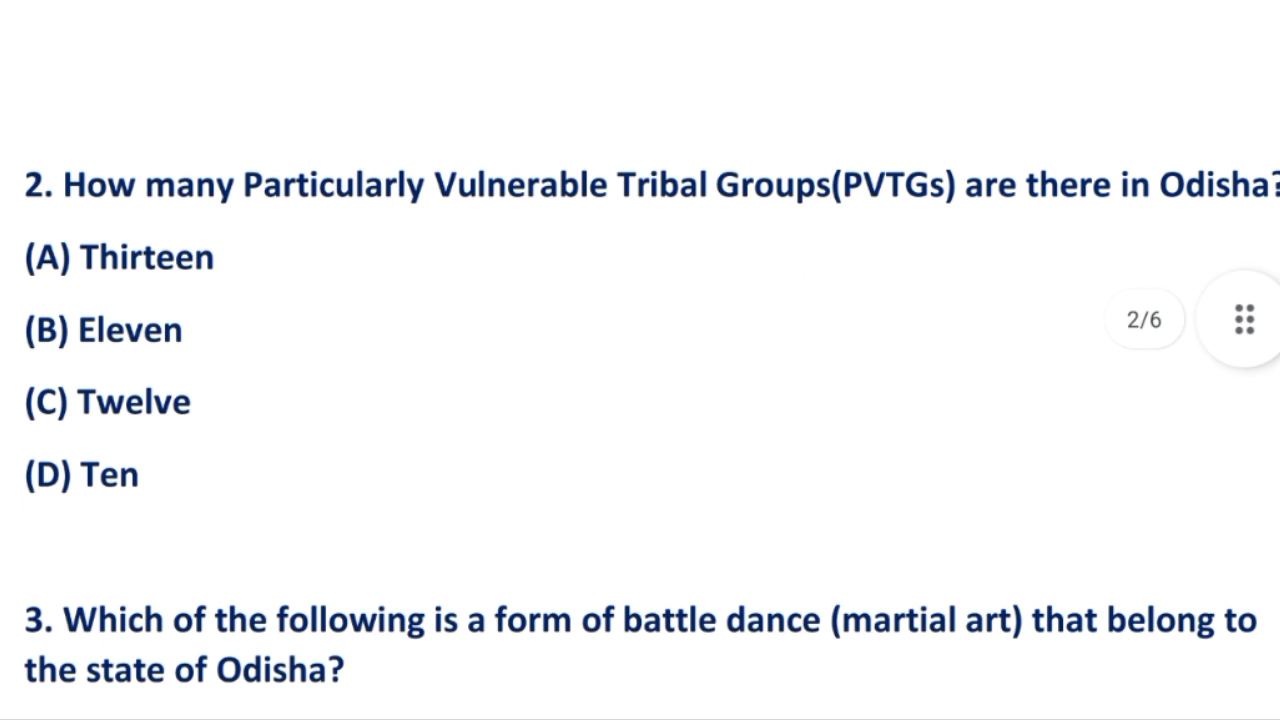 2. How many Particularly Vulnerable Tribal Groups(PVTGs) are there in Odisha?
(A) Thirteen
(B) Eleven
2/6
(C) Twelve
(D) Ten
3. Which of the following is a form of battle dance (martial art) that belong to
the state of Odisha?